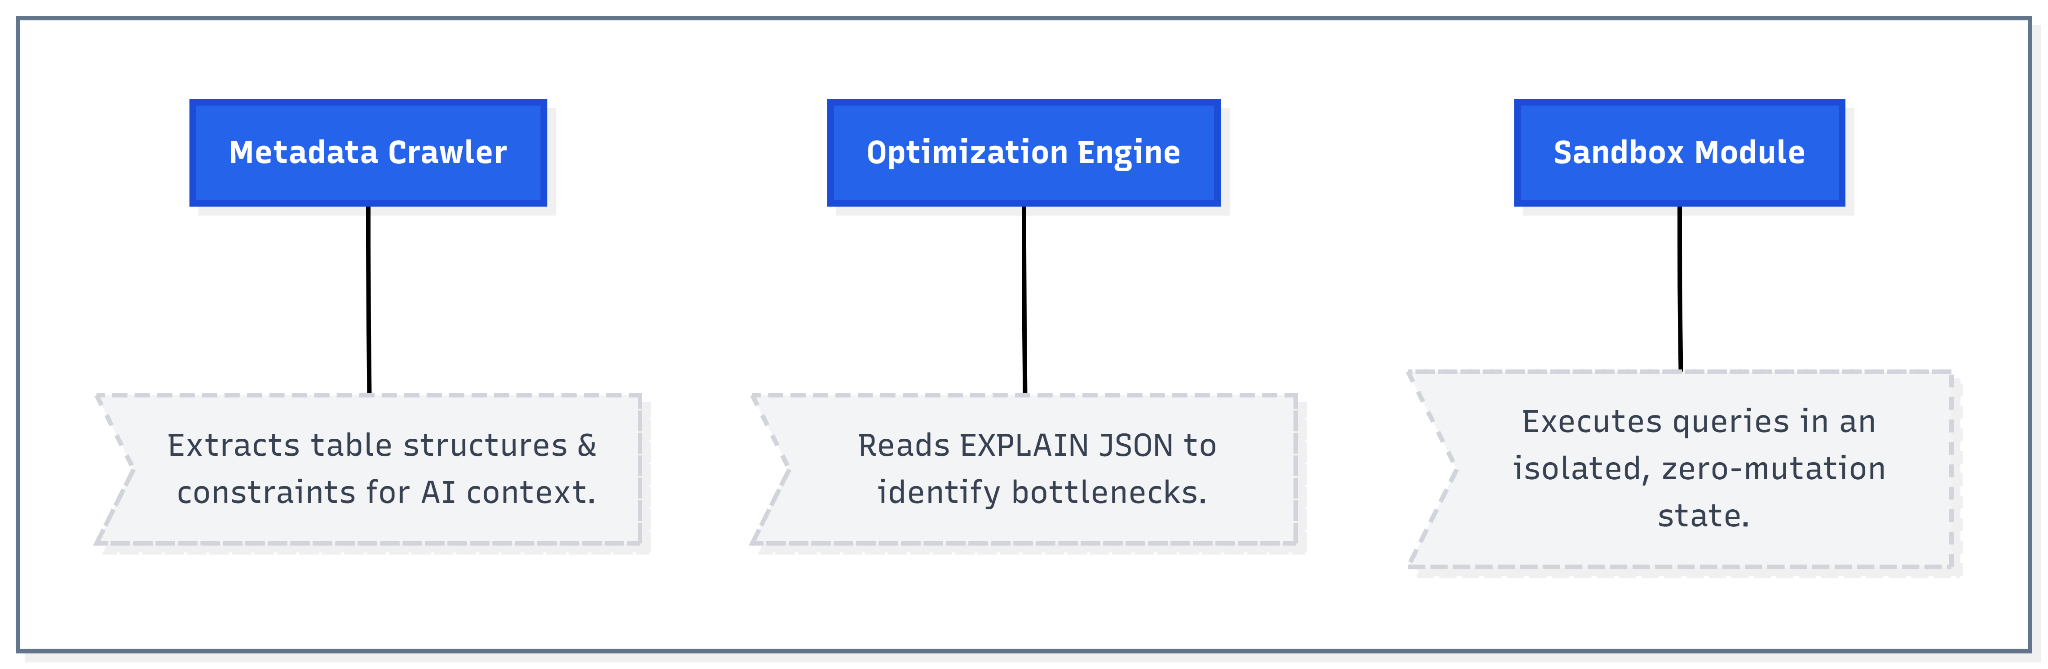 Metadata Crawler
Optimization Engine
Sandbox Module
Extracts table structures &
constraints for AI context.
Reads EXPLAIN JSON to
identify bottlenecks.
Executes queries in an
isolated, zero-mutation
state.